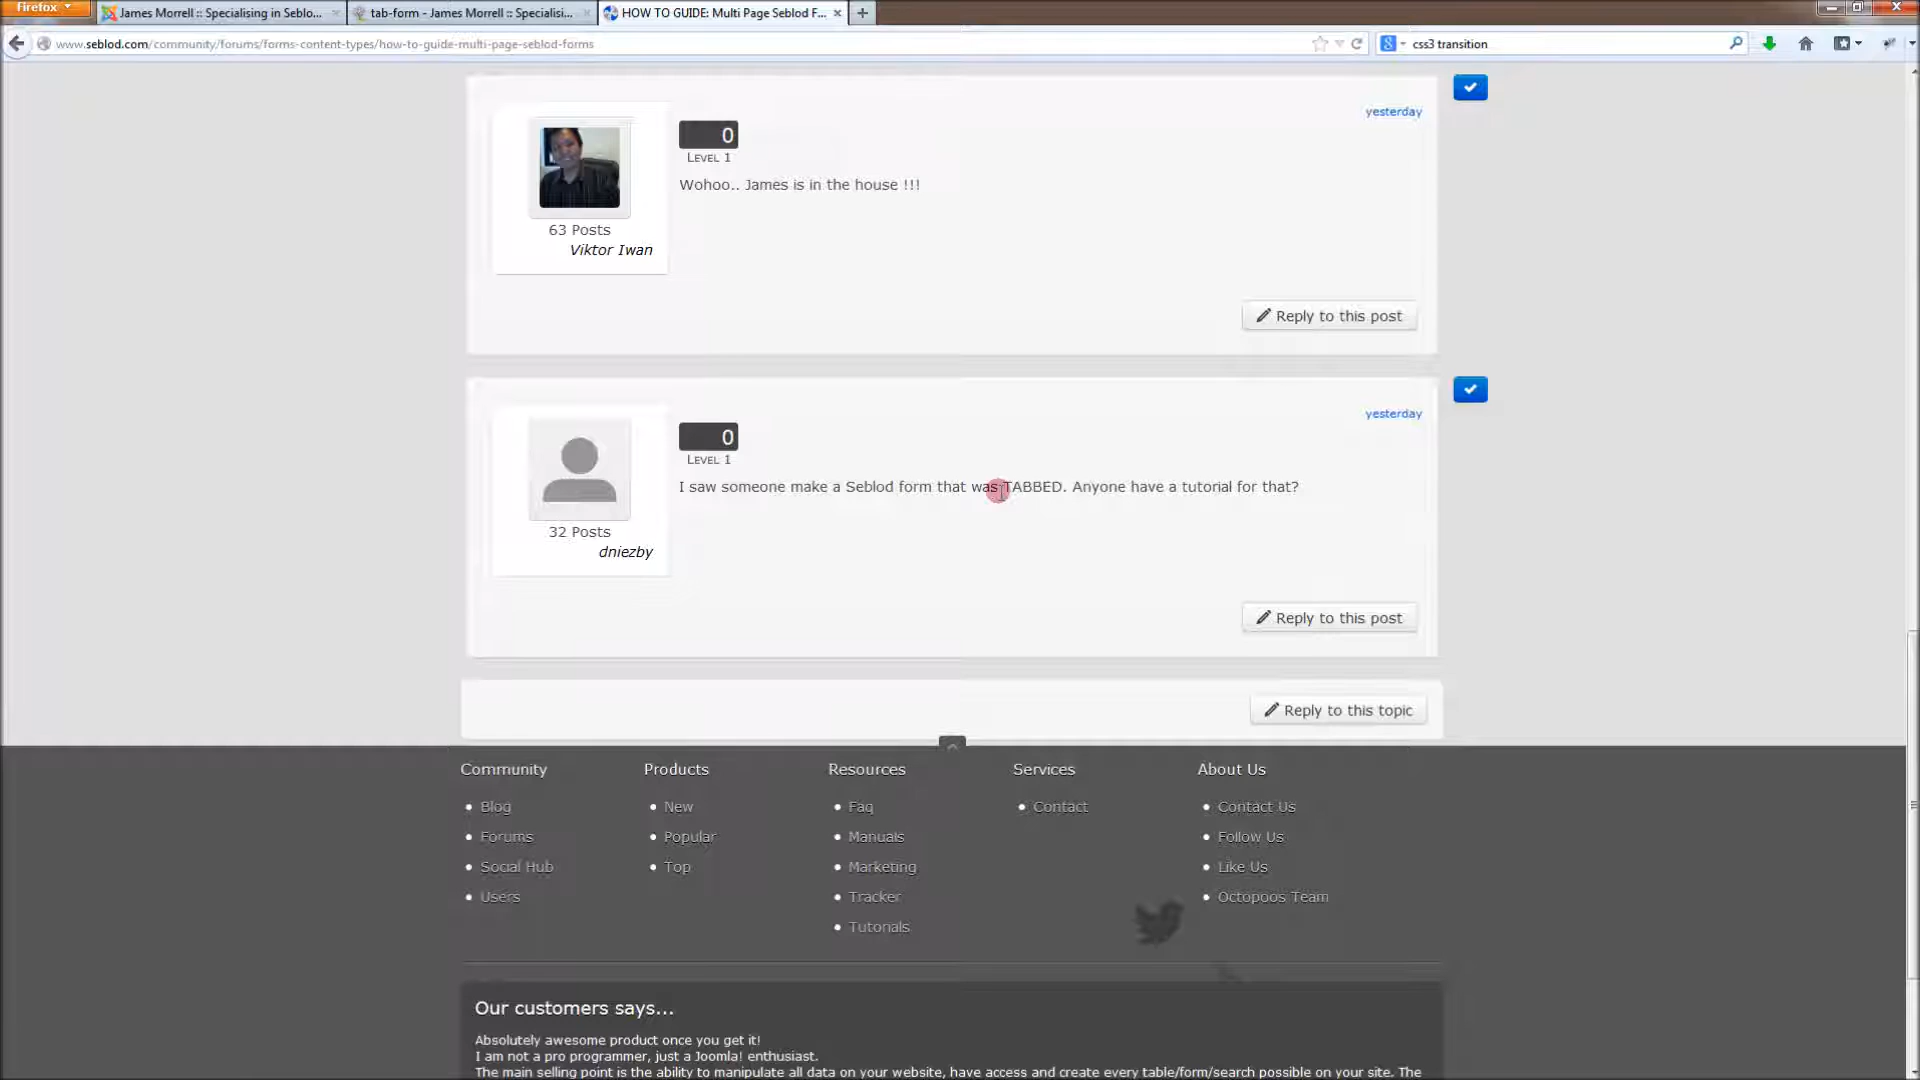 Firefox
James Morrell :: Specialising in Seblo...
tab-form - James Morrell :: Specialisi...
HOW TO GUIDE: Multi Page Seblod F...
www.seblod.com/community/forums/forms-content-types/how-to-guide-multi-page-seblod-forms
css3 transition
yesterday
0
Level 1
Wohoo.. James is in the house !!!
63 Posts
Viktor Iwan
Reply to this post
yesterday
0
Level 1
I saw someone make a Seblod form that was TABBED. Anyone have a tutorial for that?
32 Posts
dniezby
Reply to this post
Reply to this topic
Community
Blog
Forums
Social Hub
Users
Products
New
Popular
Top
Resources
Faq
Manuals
Marketing
Tracker
Tutorials
Services
Contact
About Us
Contact Us
Follow Us
Like Us
Octopoos Team
Our customers says...
Absolutely awesome product once you get it!
I am not a pro programmer, just a Joomla! enthusiast.
The main selling point is the ability to manipulate all data on your website, have access and create every table/form/search possible on your site. The